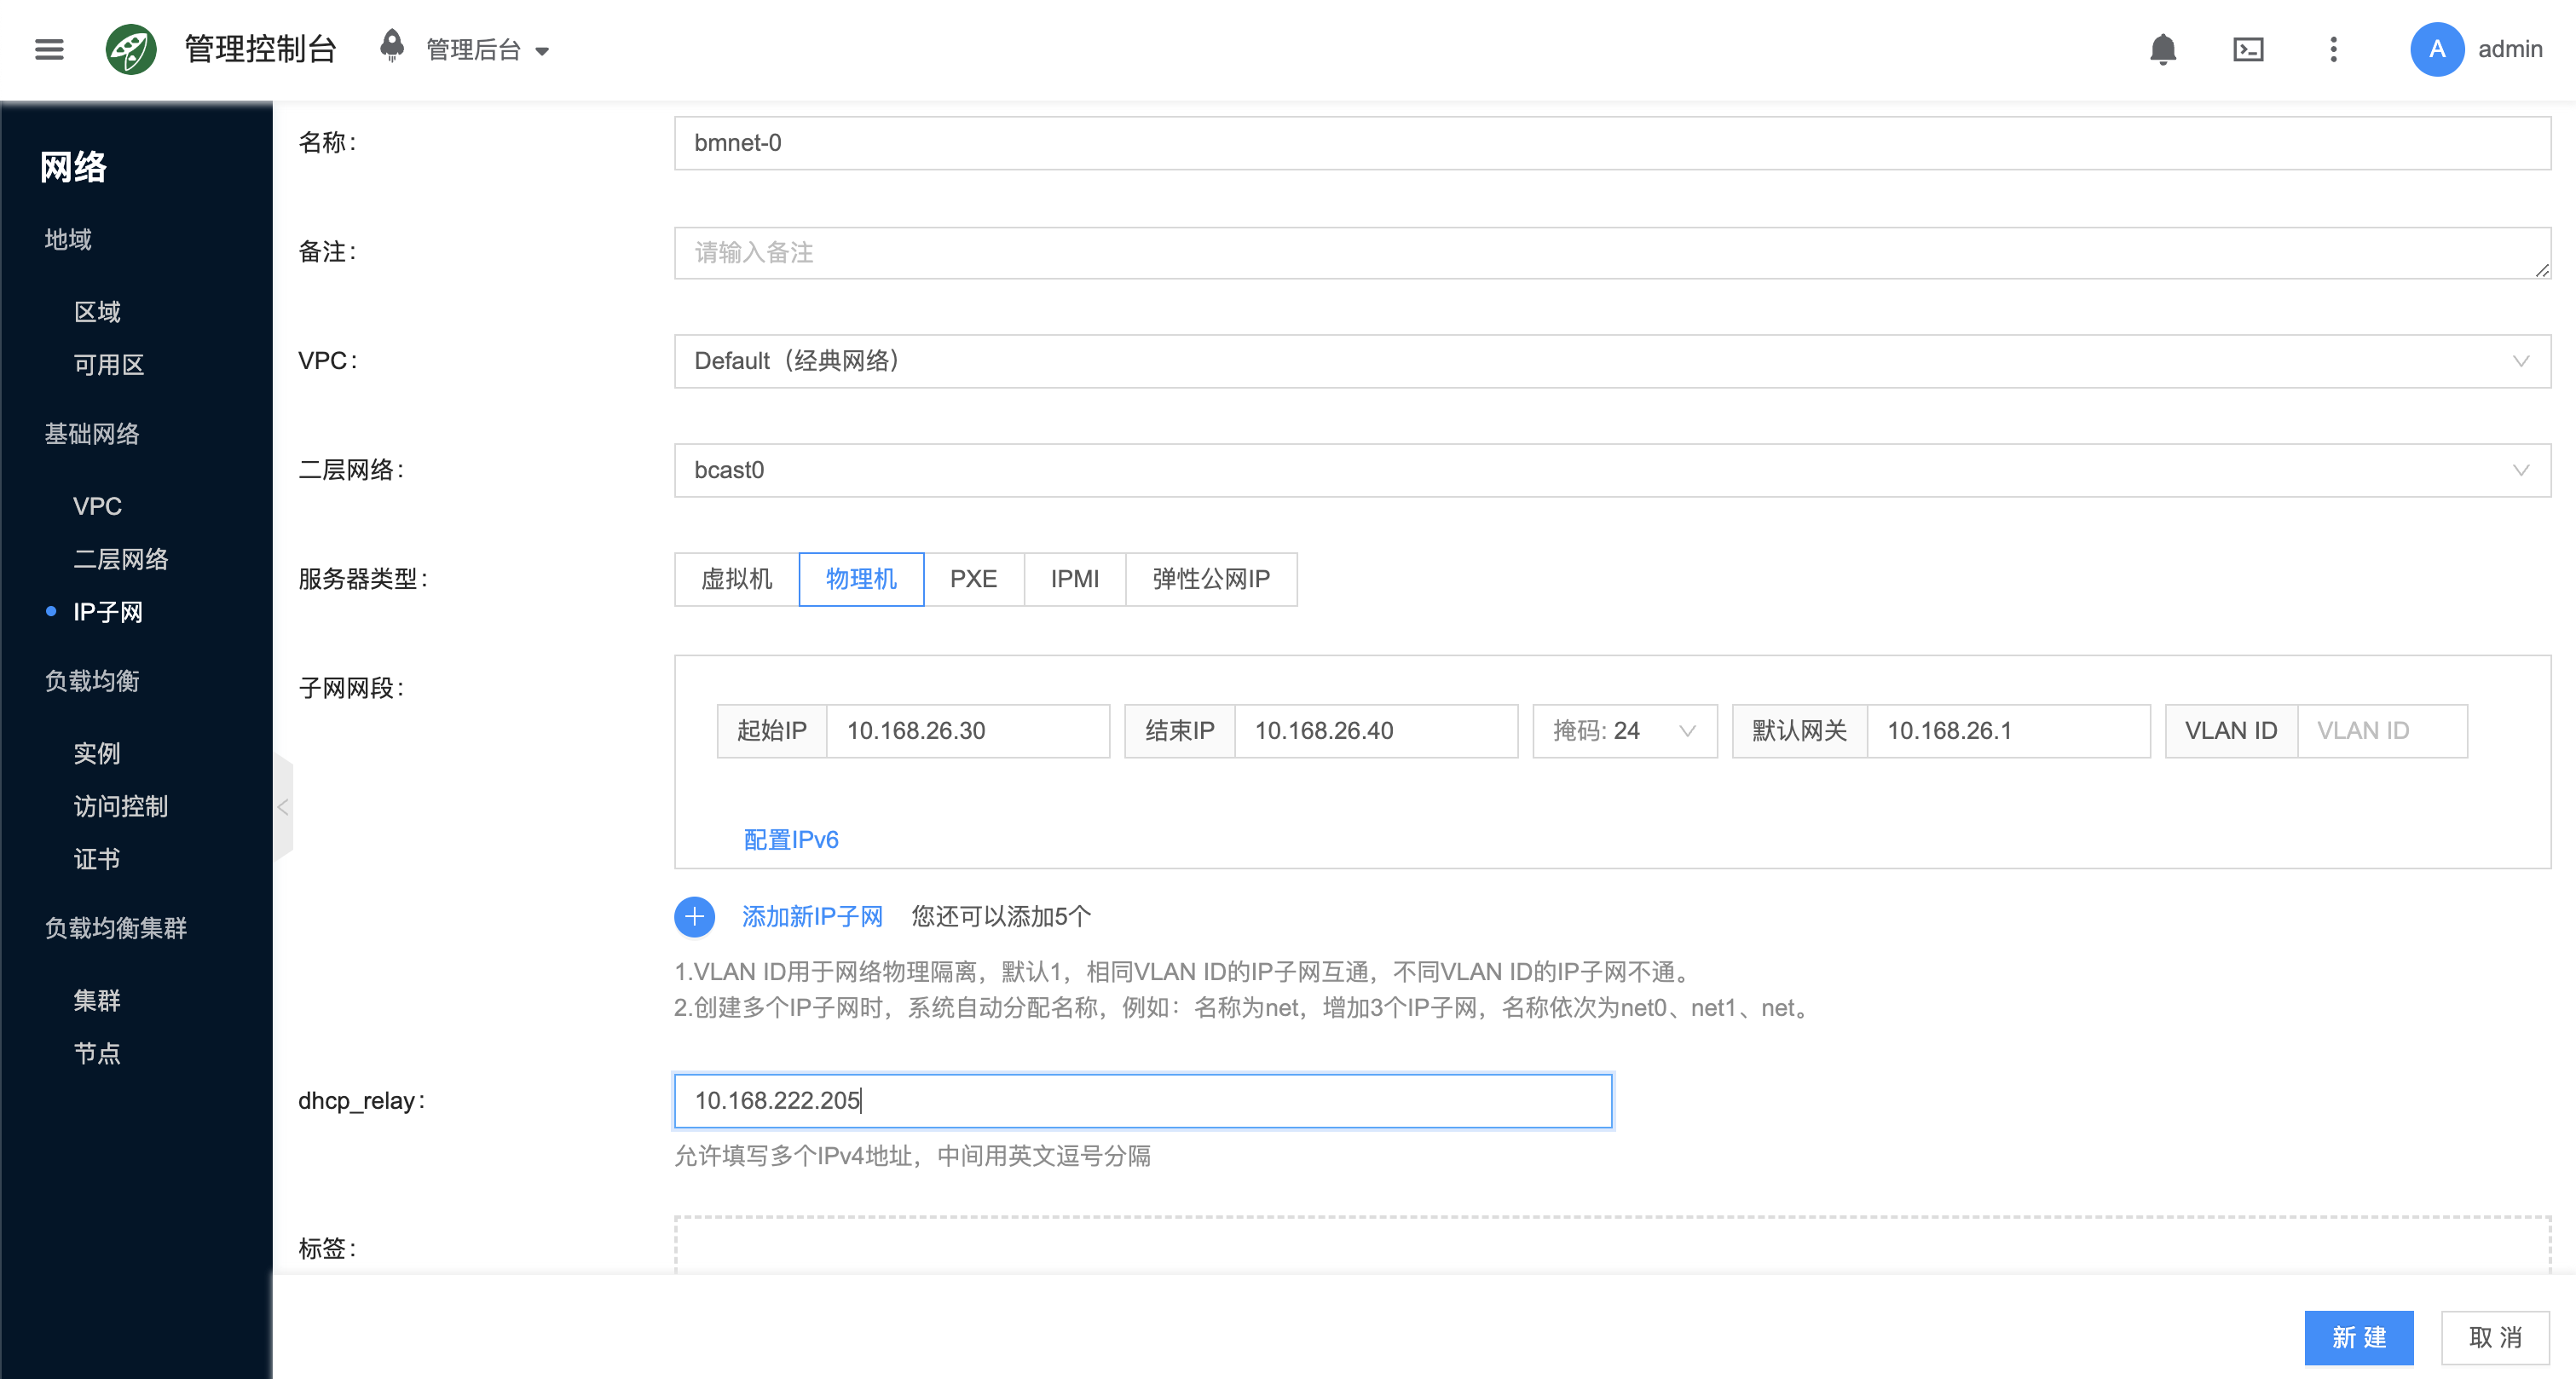 管理控制台 管理后台 A admin
网络
地域
区域
可用区
基础网络
VPC
二层网络
IP子网
负载均衡
实例
访问控制
证书
负载均衡集群
集群
节点
名称: bmnet-0
备注: 请输入备注
VPC: Default（经典网络）
二层网络: bcast0
服务器类型: 虚拟机 物理机 PXE IPMI 弹性公网IP
子网网段: 起始IP 10.168.26.30 结束IP 10.168.26.40 掩码: 24 默认网关 10.168.26.1 VLAN ID VLAN ID
配置IPv6
添加新IP子网 您还可以添加5个
1.VLAN ID用于网络物理隔离，默认1，相同VLAN ID的IP子网互通，不同VLAN ID的IP子网不通。
2.创建多个IP子网时，系统自动分配名称，例如：名称为net，增加3个IP子网，名称依次为net0、net1、net。
dhcp_relay: 10.168.222.205
允许填写多个IPv4地址，中间用英文逗号分隔
标签:
新 建 取 消